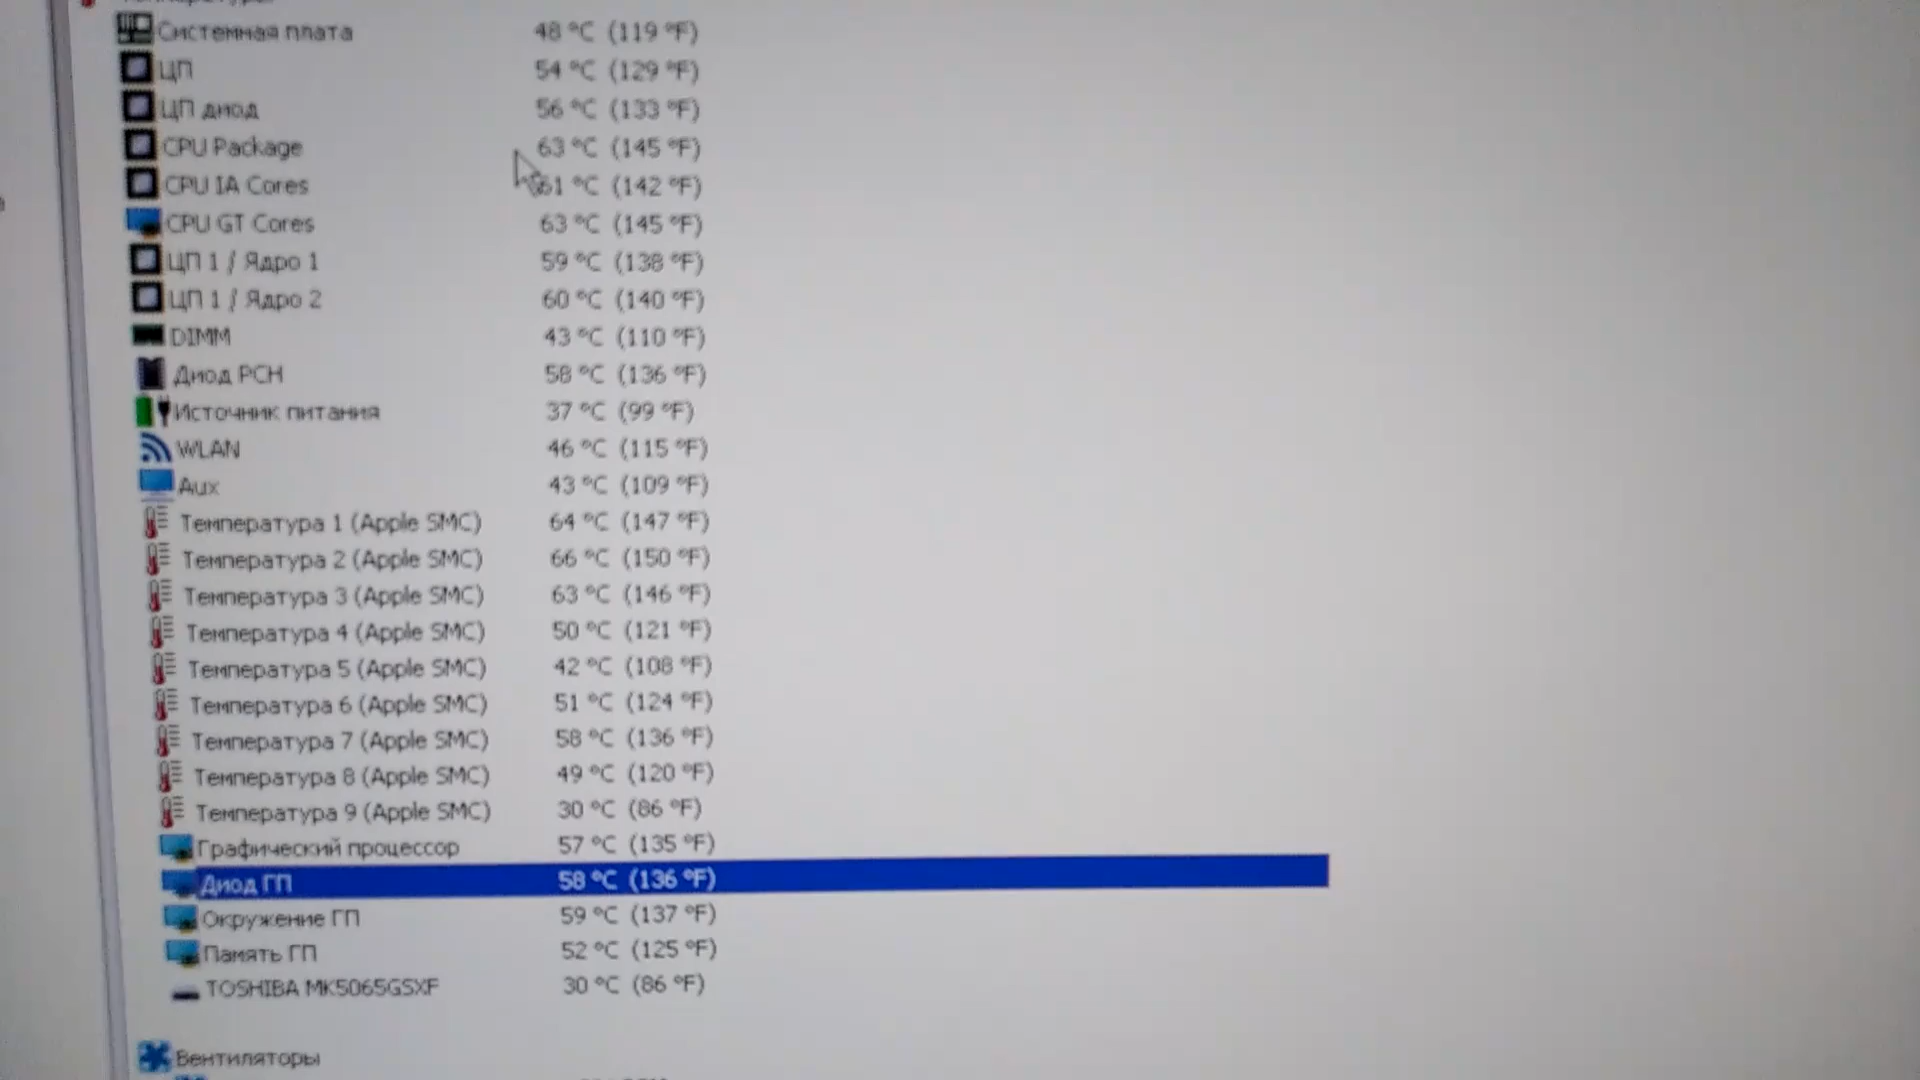 Температуры
Системная плата 48 °C (119 °F)
ЦП 54 °C (129 °F)
ЦП диод 56 °C (133 °F)
CPU Package 63 °C (145 °F)
CPU IA Cores 61 °C (142 °F)
CPU GT Cores 63 °C (145 °F)
ЦП 1 / Ядро 1 59 °C (138 °F)
ЦП 1 / Ядро 2 60 °C (140 °F)
DIMM 43 °C (110 °F)
Диод PCH 58 °C (136 °F)
Источник питания 37 °C (99 °F)
WLAN 46 °C (115 °F)
Aux 43 °C (109 °F)
Температура 1 (Apple SMC) 64 °C (147 °F)
Температура 2 (Apple SMC) 66 °C (150 °F)
Температура 3 (Apple SMC) 63 °C (146 °F)
Температура 4 (Apple SMC) 50 °C (121 °F)
Температура 5 (Apple SMC) 42 °C (108 °F)
Температура 6 (Apple SMC) 51 °C (124 °F)
Температура 7 (Apple SMC) 58 °C (136 °F)
Температура 8 (Apple SMC) 49 °C (120 °F)
Температура 9 (Apple SMC) 30 °C (86 °F)
Графический процессор 57 °C (135 °F)
Диод ГП 58 °C (136 °F)
Окружение ГП 59 °C (137 °F)
Память ГП 52 °C (125 °F)
TOSHIBA MK5065GSXF 30 °C (86 °F)
Вентиляторы